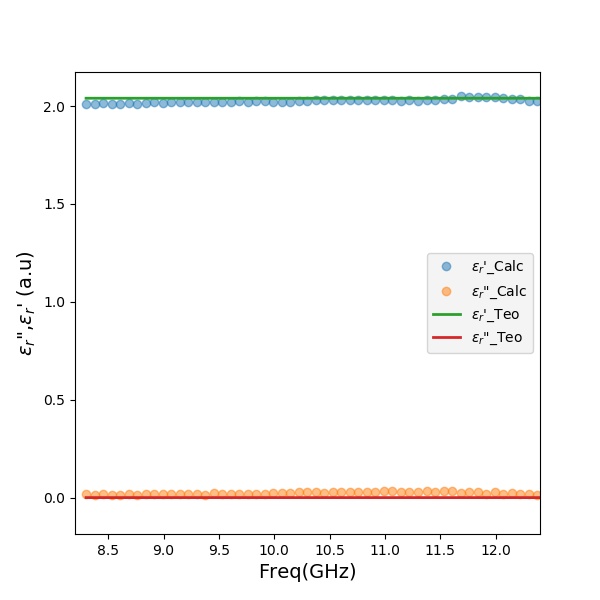 2.0
1.5
1.0
0.5
0.0
εr",εr' (a.u)
εr'_Calc
εr"_Calc
εr'_Teo
εr"_Teo
8.5 9.0 9.5 10.0 10.5 11.0 11.5 12.0
Freq(GHz)